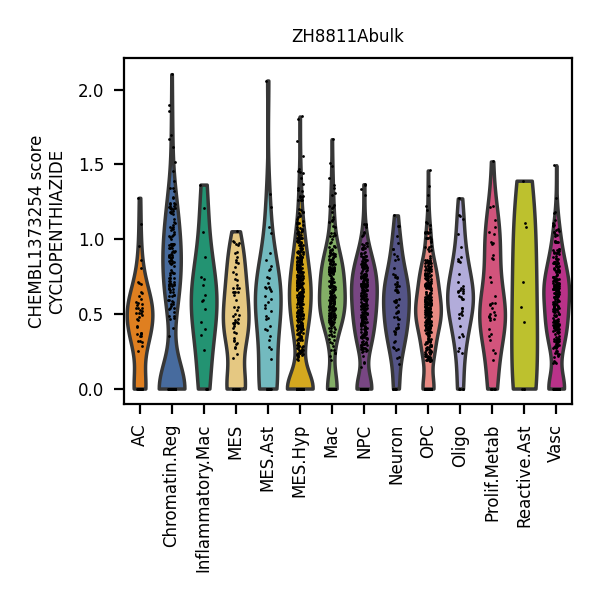 ZH8811Abulk
CHEMBL1373254 score
CYCLOPENTHIAZIDE
2.0
1.5
1.0
0.5
0.0
AC
Chromatin.Reg
Inflammatory.Mac
MES
MES.Ast
MES.Hyp
Mac
NPC
Neuron
OPC
Oligo
Prolif.Metab
Reactive.Ast
Vasc